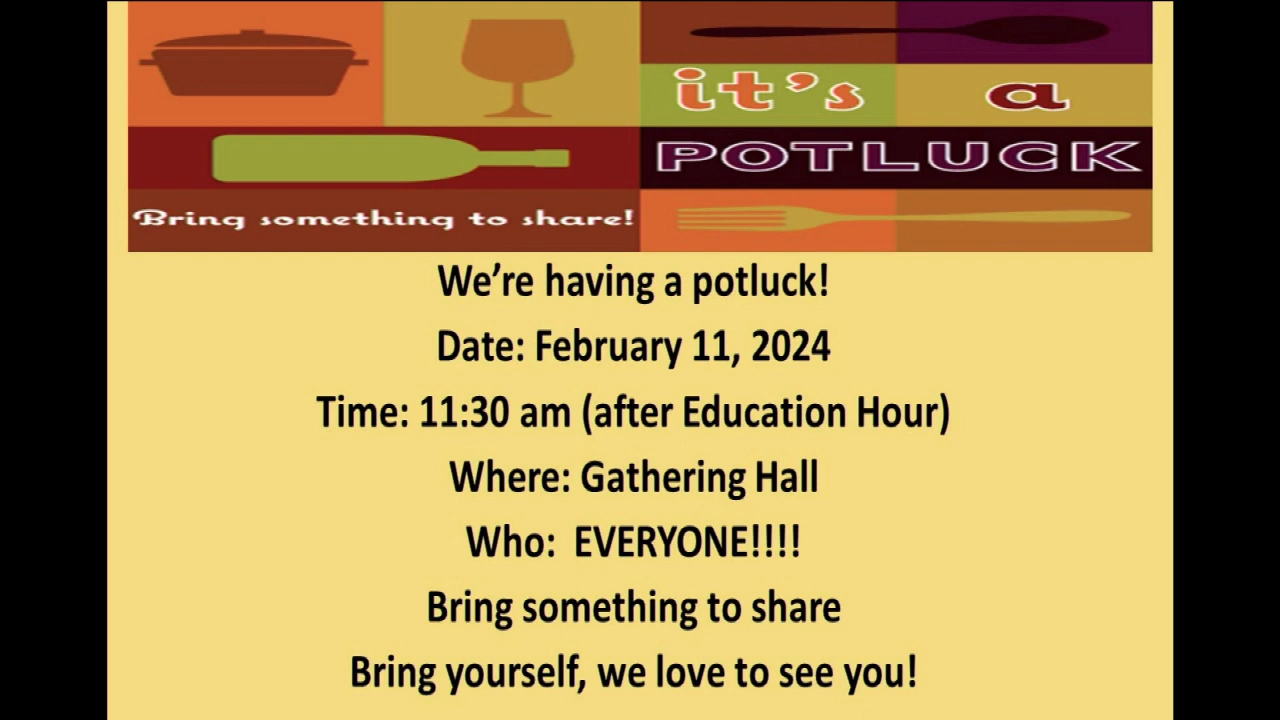 it's a
POTLUCK
Bring something to share!
We’re having a potluck!
Date: February 11, 2024
Time: 11:30 am (after Education Hour)
Where: Gathering Hall
Who:  EVERYONE!!!!
Bring something to share
Bring yourself, we love to see you!